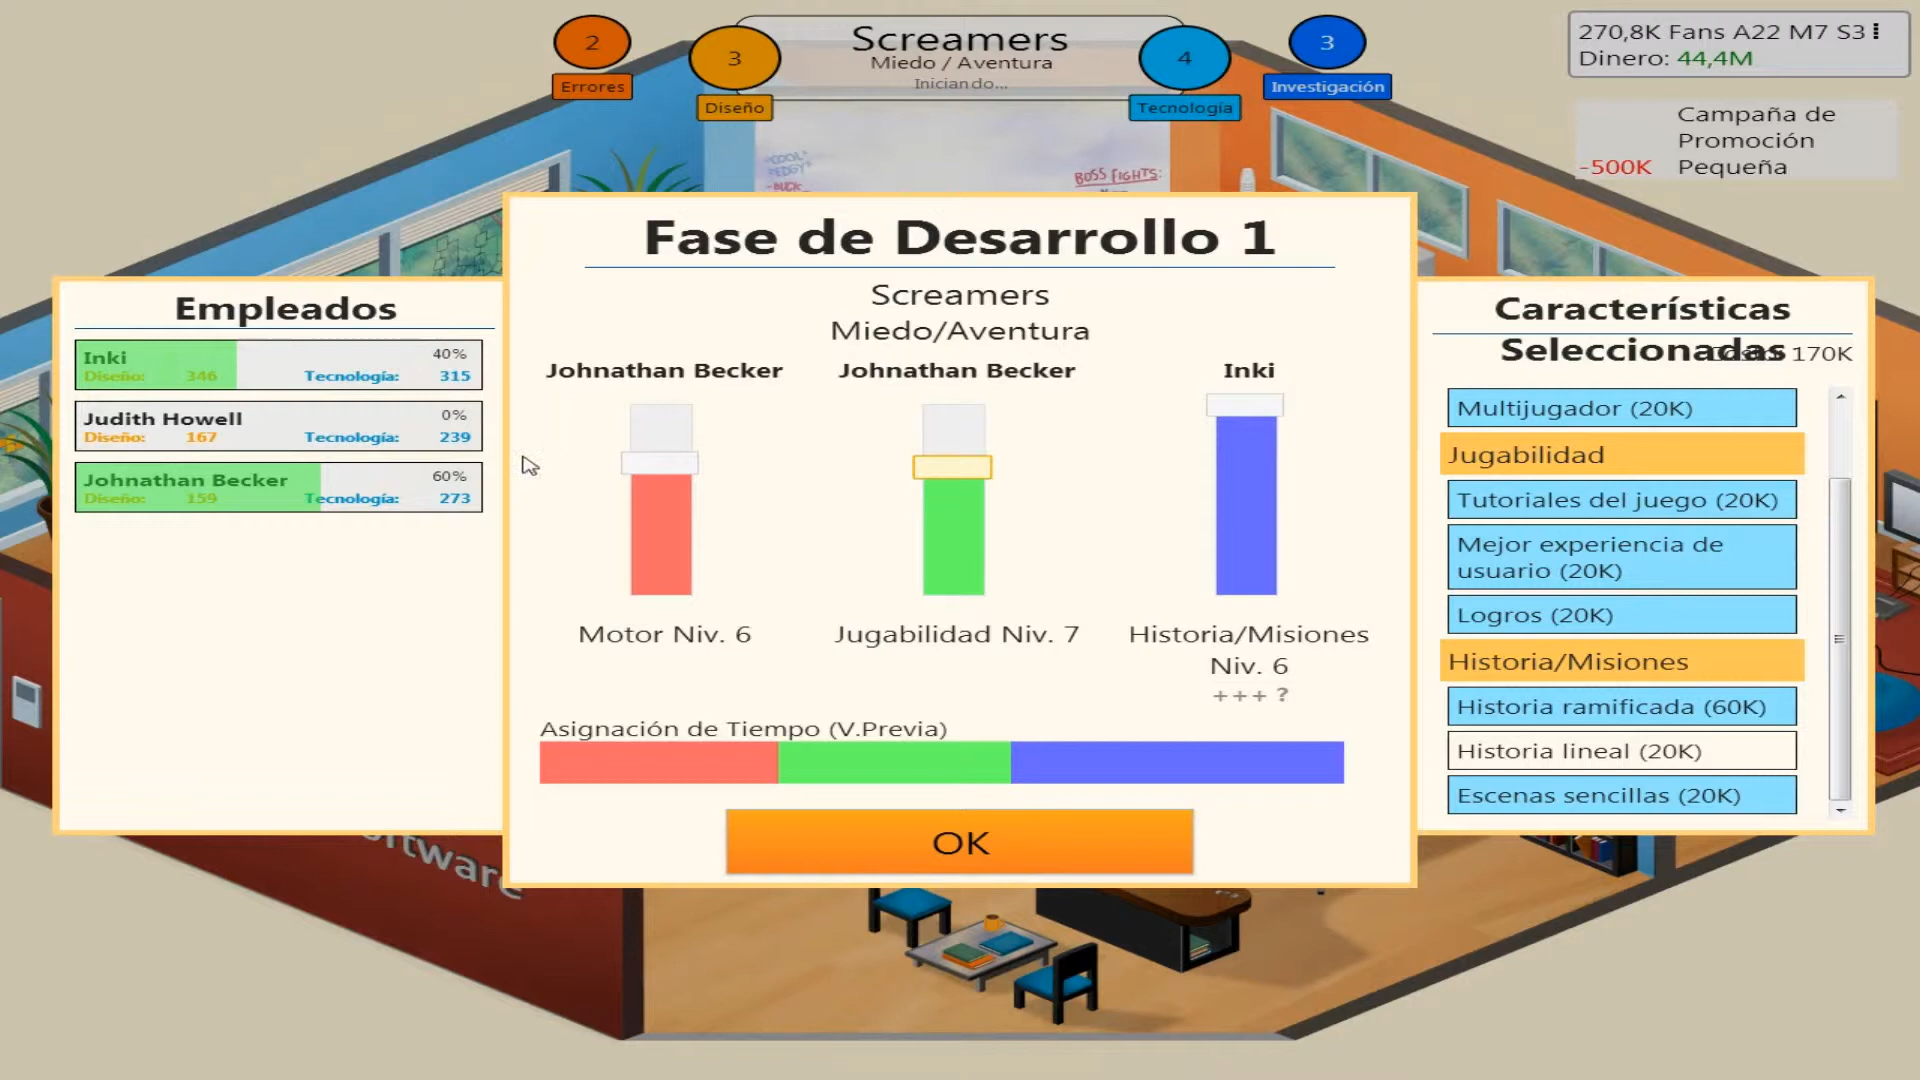 2
Errores
3
Diseño
Screamers
Miedo / Aventura
Iniciando...
4
Tecnología
3
Investigación
270,8K Fans A22 M7 S3
Dinero: 44,4M
Campaña de
Promoción
-500K Pequeña
"COOL"
"EDGY"
BOSS FIGHTS:
Fase de Desarrollo 1
Screamers
Miedo/Aventura
Empleados
Inki 40%
Diseño: 346 Tecnología: 315
Judith Howell 0%
Diseño: 167 Tecnología: 239
Johnathan Becker 60%
Diseño: 159 Tecnología: 273
Johnathan Becker
Johnathan Becker
Inki
Motor Niv. 6
Jugabilidad Niv. 7
Historia/Misiones
Niv. 6
+++ ?
Asignación de Tiempo (V.Previa)
OK
Características
Seleccionadas
170K
Multijugador (20K)
Jugabilidad
Tutoriales del juego (20K)
Mejor experiencia de
usuario (20K)
Logros (20K)
Historia/Misiones
Historia ramificada (60K)
Historia lineal (20K)
Escenas sencillas (20K)